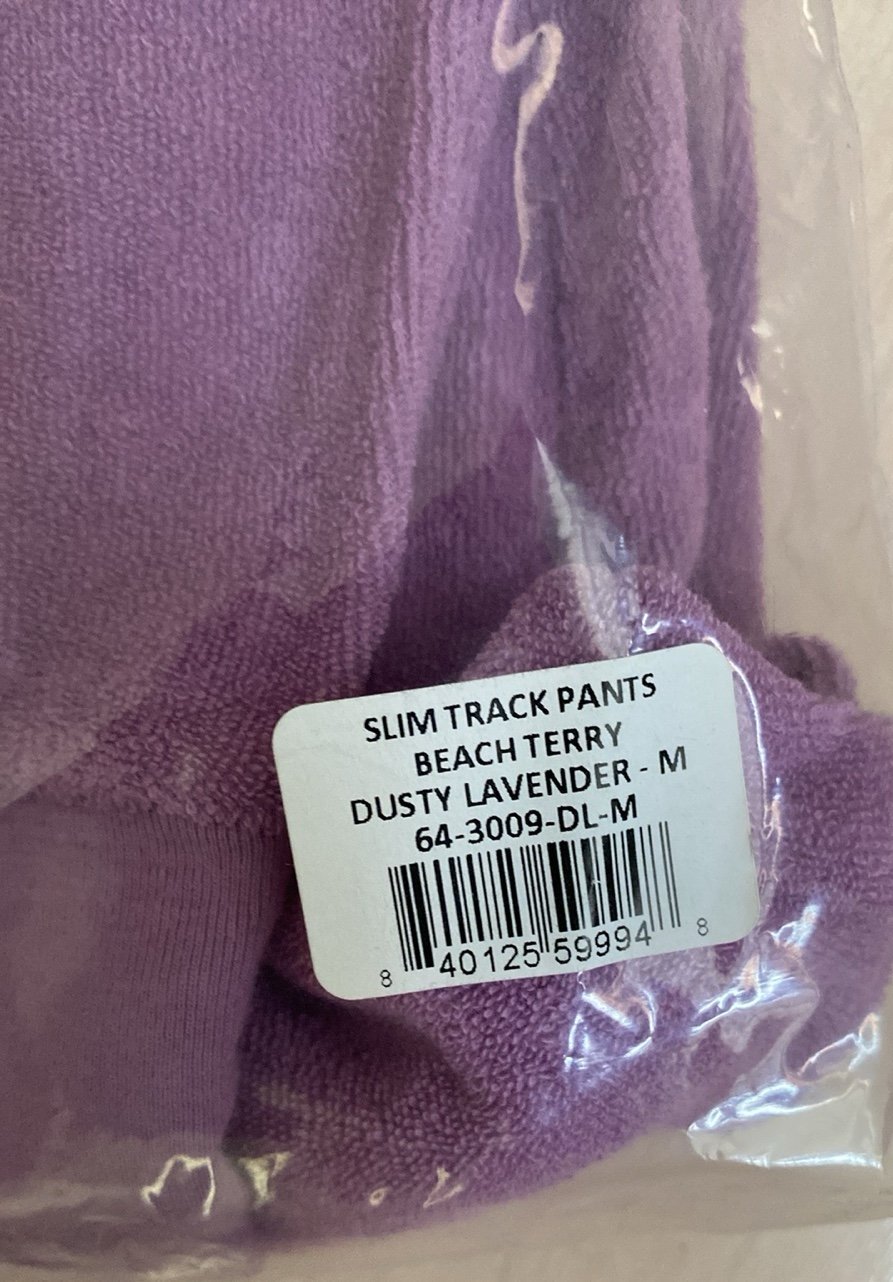 SLIM TRACK PANTS
BEACH TERRY
DUSTY LAVENDER - M
64-3009-DL-M
8 40125 59994 8